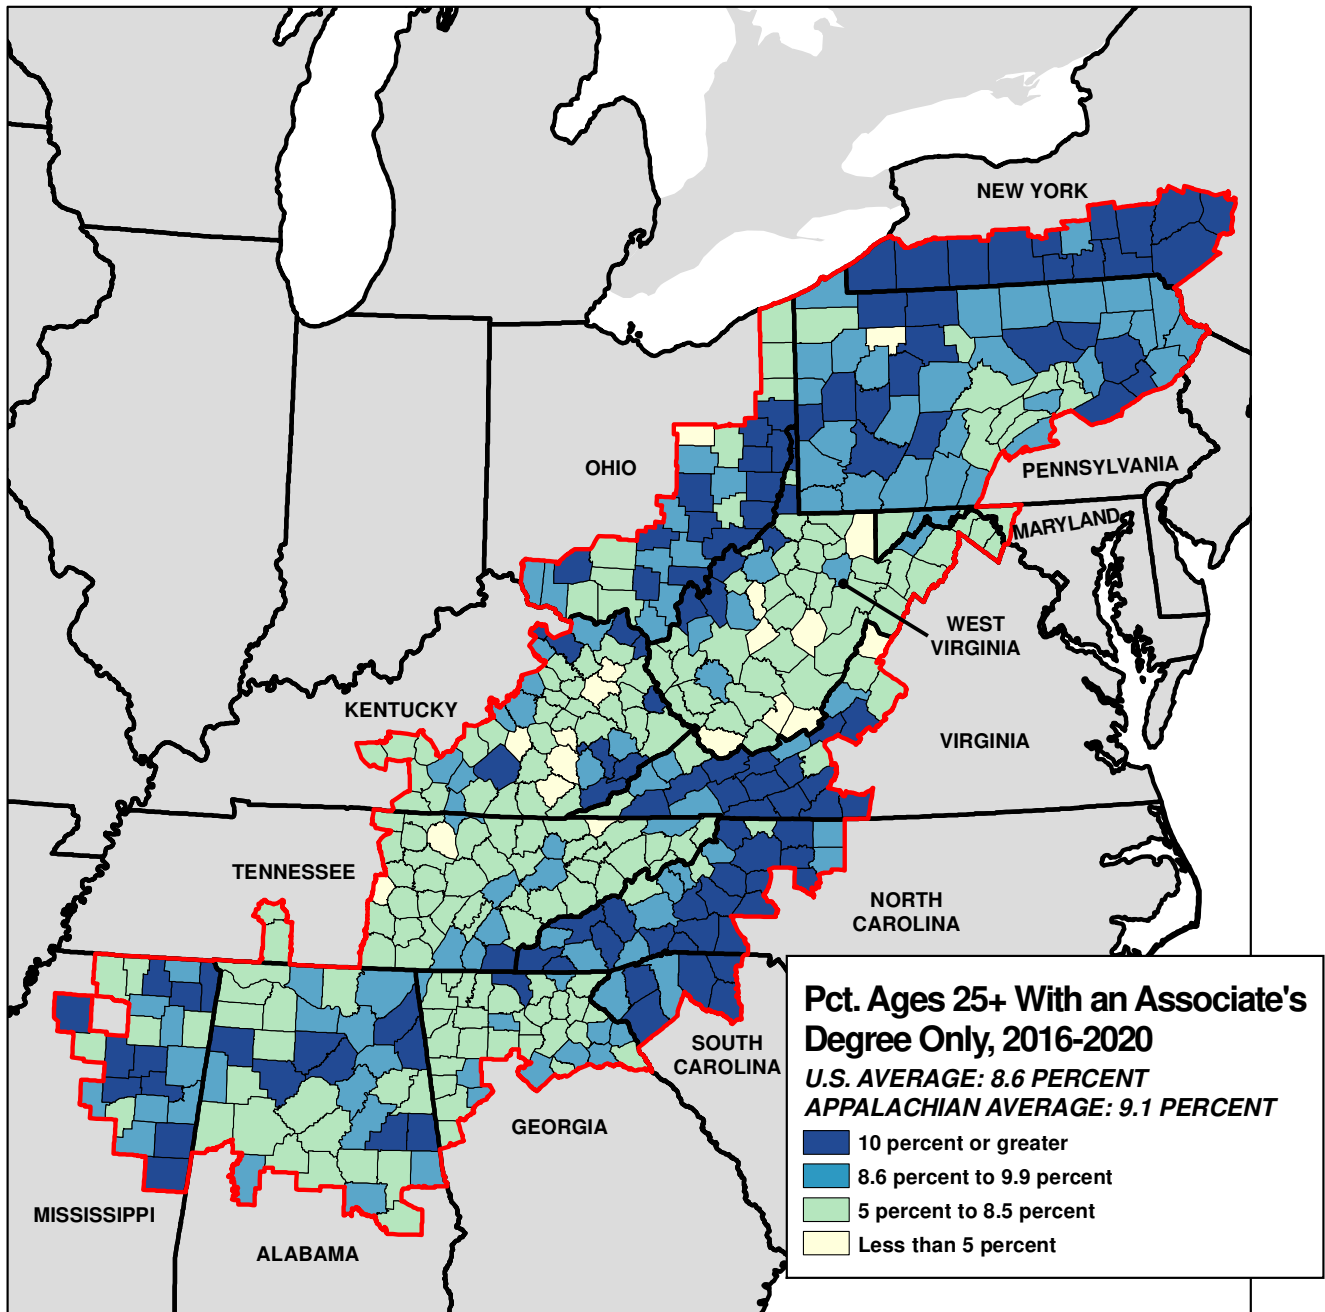 NEW YORK
OHIO
PENNSYLVANIA
MARYLAND
WEST
VIRGINIA
KENTUCKY
VIRGINIA
TENNESSEE
NORTH
CAROLINA
SOUTH
CAROLINA
GEORGIA
MISSISSIPPI
ALABAMA
Pct. Ages 25+ With an Associate's
Degree Only, 2016-2020
U.S. AVERAGE: 8.6 PERCENT
APPALACHIAN AVERAGE: 9.1 PERCENT
10 percent or greater
8.6 percent to 9.9 percent
5 percent to 8.5 percent
Less than 5 percent